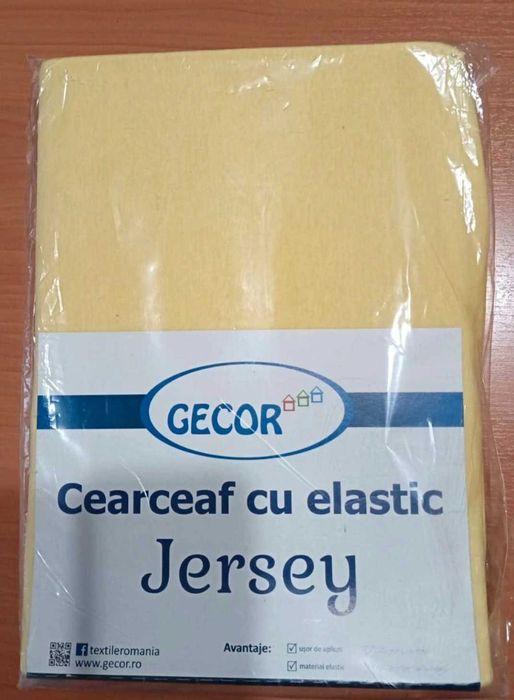 GECOR
Cearceaf cu elastic
Jersey
textileromania
www.gecor.ro
Avantaje:
ușor de aplicat
material elastic